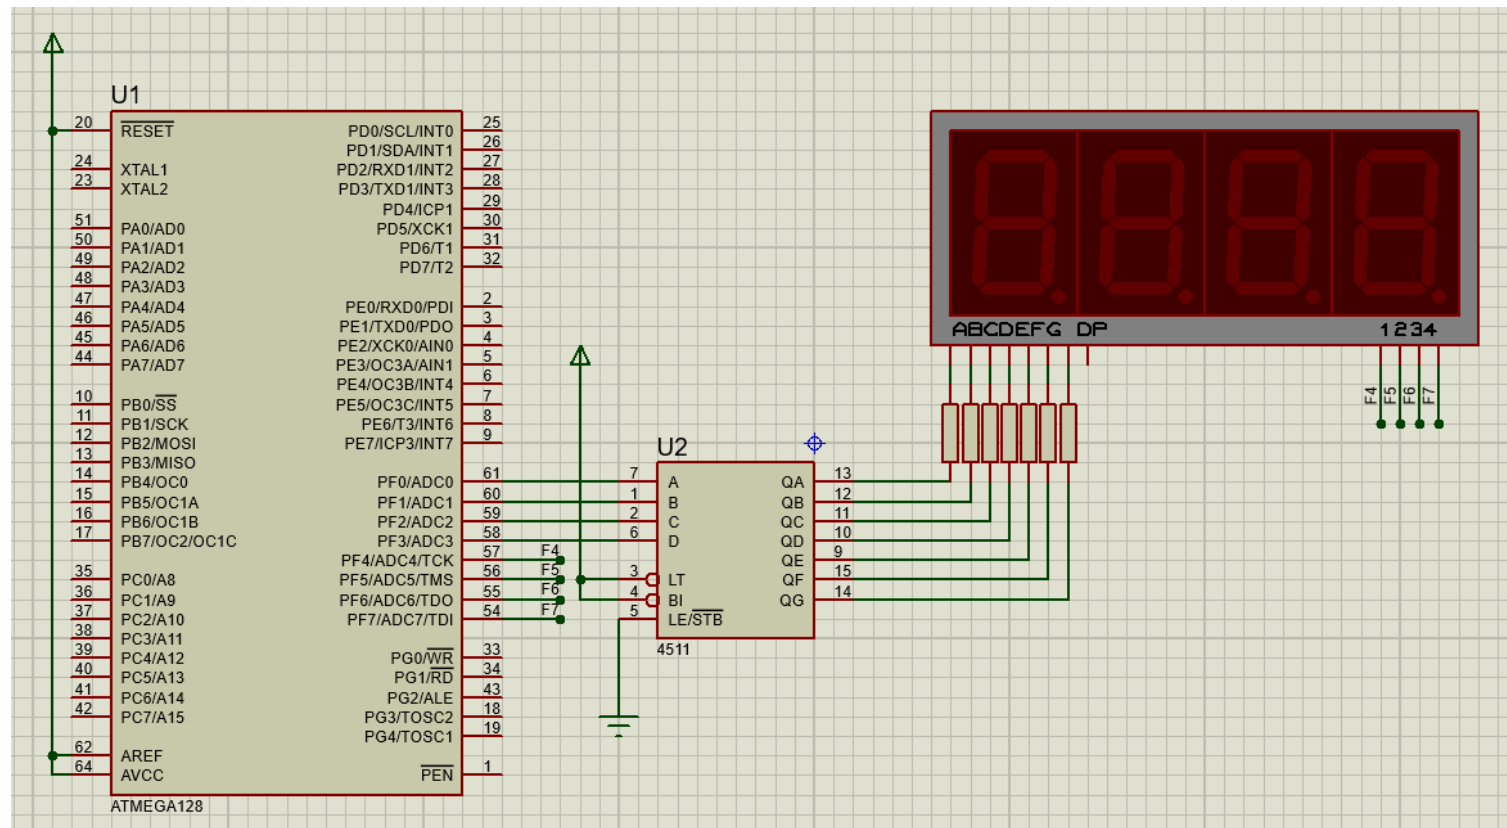 U1
20 RESET
24 XTAL1
23 XTAL2
51 PA0/AD0
50 PA1/AD1
49 PA2/AD2
48 PA3/AD3
47 PA4/AD4
46 PA5/AD5
45 PA6/AD6
44 PA7/AD7
10 PB0/SS
11 PB1/SCK
12 PB2/MOSI
13 PB3/MISO
14 PB4/OC0
15 PB5/OC1A
16 PB6/OC1B
17 PB7/OC2/OC1C
35 PC0/A8
36 PC1/A9
37 PC2/A10
38 PC3/A11
39 PC4/A12
40 PC5/A13
41 PC6/A14
42 PC7/A15
62 AREF
64 AVCC
PD0/SCL/INT0 25
PD1/SDA/INT1 26
PD2/RXD1/INT2 27
PD3/TXD1/INT3 28
PD4/ICP1 29
PD5/XCK1 30
PD6/T1 31
PD7/T2 32
PE0/RXD0/PDI 2
PE1/TXD0/PDO 3
PE2/XCK0/AIN0 4
PE3/OC3A/AIN1 5
PE4/OC3B/INT4 6
PE5/OC3C/INT5 7
PE6/T3/INT6 8
PE7/ICP3/INT7 9
PF0/ADC0 61
PF1/ADC1 60
PF2/ADC2 59
PF3/ADC3 58
PF4/ADC4/TCK 57 F4
PF5/ADC5/TMS 56 F5
PF6/ADC6/TDO 55 F6
PF7/ADC7/TDI 54 F7
PG0/WR 33
PG1/RD 34
PG2/ALE 43
PG3/TOSC2 18
PG4/TOSC1 19
PEN 1
ATMEGA128
U2
7 A QA 13
1 B QB 12
2 C QC 11
6 D QD 10
QE 9
3 LT QF 15
4 BI QG 14
5 LE/STB
4511
ABCDEFG DP 1234
F4
F5
F6
F7